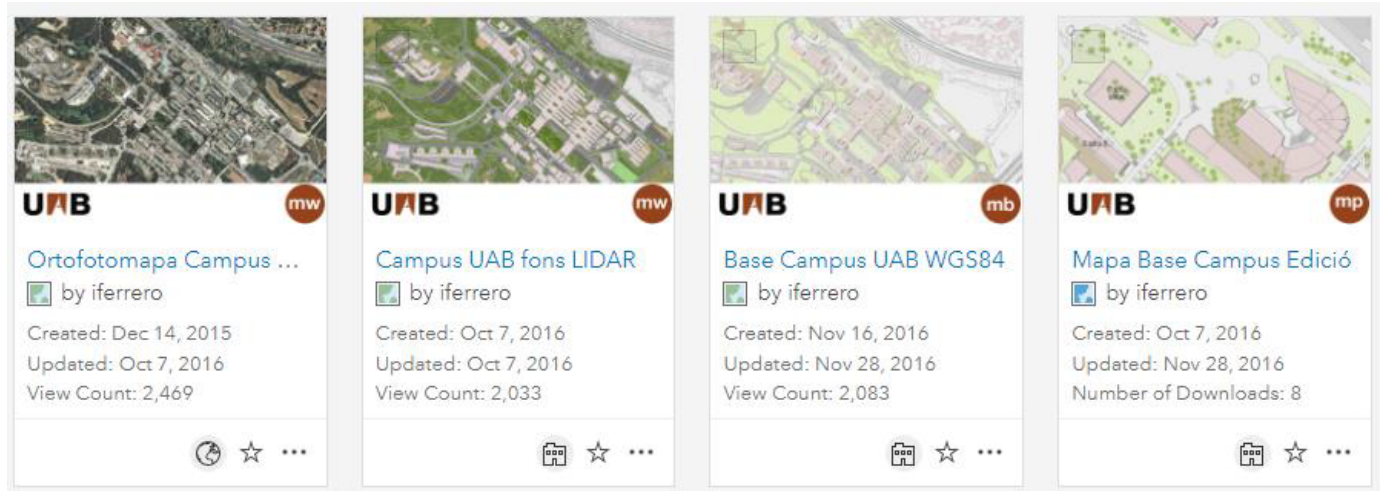 UAB
mw
Ortofotomapa Campus ...
by iferrero
Created: Dec 14, 2015
Updated: Oct 7, 2016
View Count: 2,469
UAB
mw
Campus UAB fons LIDAR
by iferrero
Created: Oct 7, 2016
Updated: Oct 7, 2016
View Count: 2,033
UAB
mb
Base Campus UAB WGS84
by iferrero
Created: Nov 16, 2016
Updated: Nov 28, 2016
View Count: 2,083
UAB
mp
Mapa Base Campus Edició
by iferrero
Created: Oct 7, 2016
Updated: Nov 28, 2016
Number of Downloads: 8